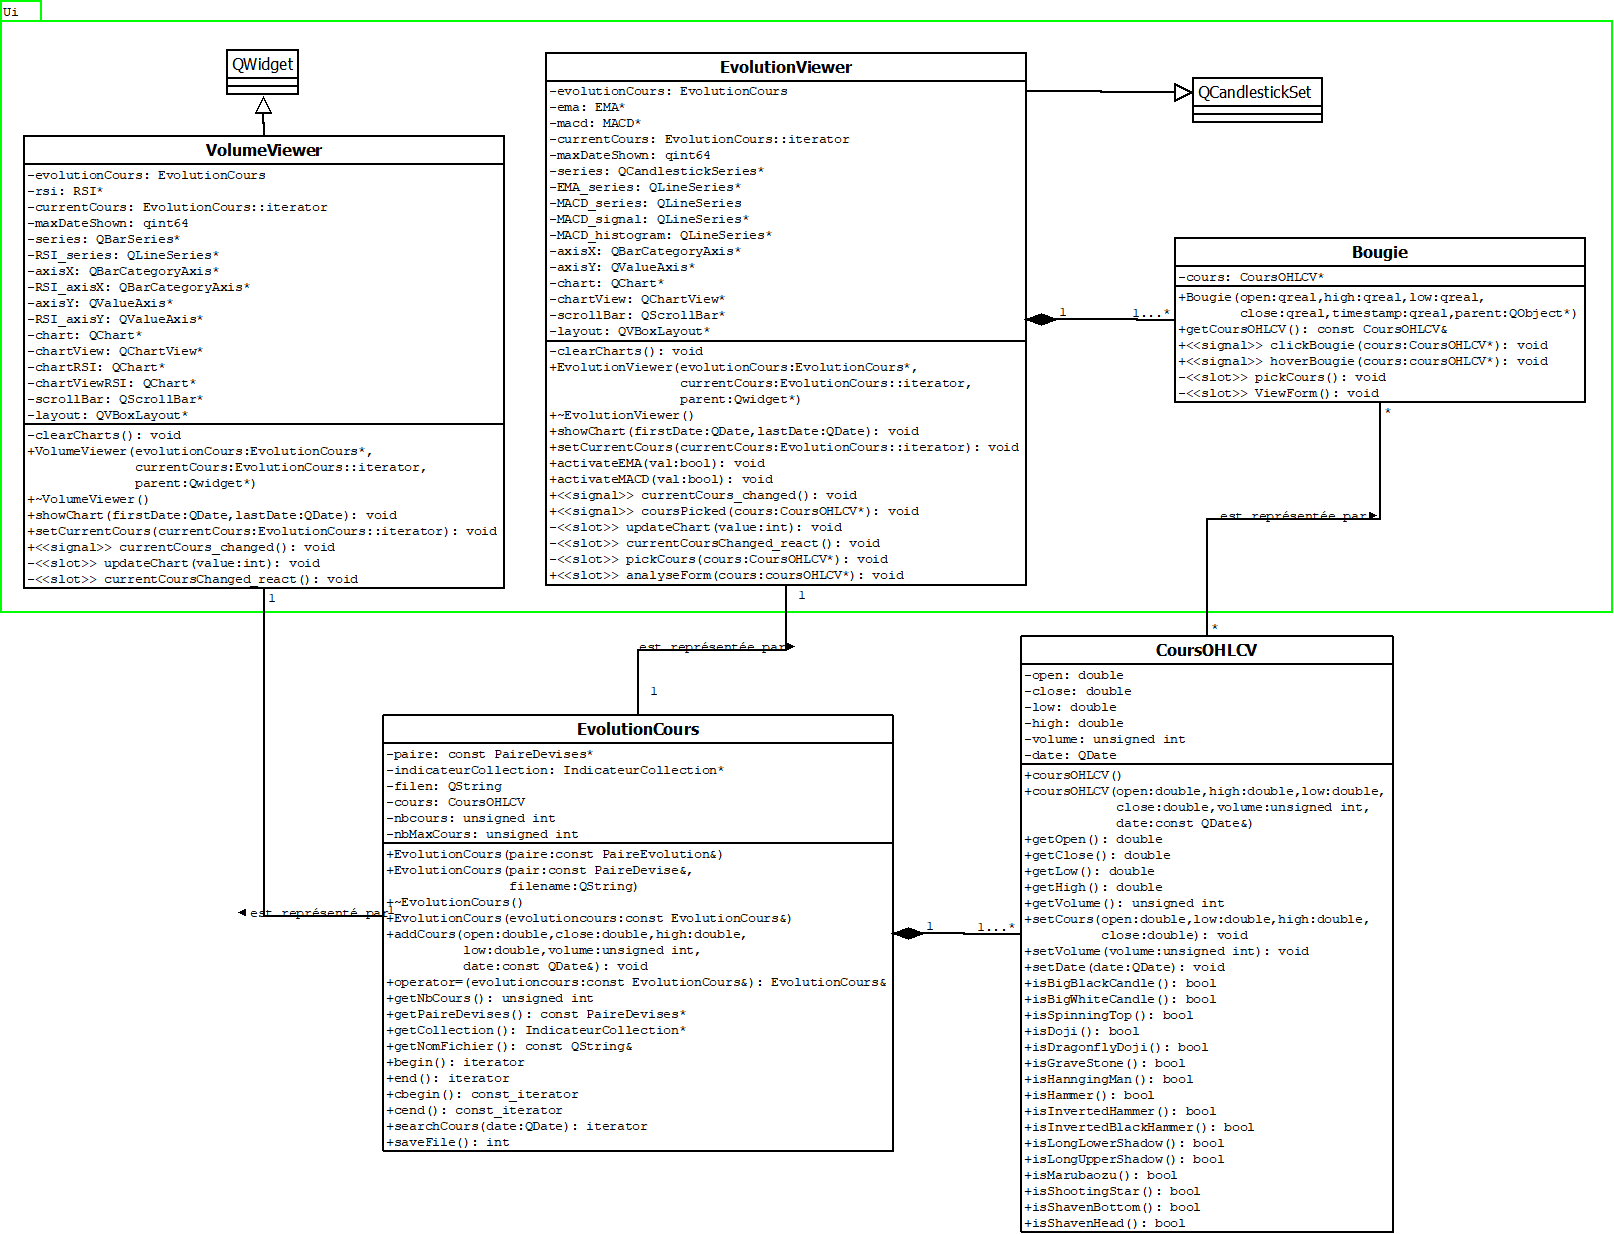 Ui
QWidget
VolumeViewer
-evolutionCours: EvolutionCours
-rsi: RSI*
-currentCours: EvolutionCours::iterator
-maxDateShown: qint64
-series: QBarSeries*
-RSI_series: QLineSeries*
-axisX: QBarCategoryAxis*
-RSI_axisX: QBarCategoryAxis*
-axisY: QValueAxis*
-RSI_axisY: QValueAxis*
-chart: QChart*
-chartView: QChartView*
-chartRSI: QChart*
-chartViewRSI: QChart*
-scrollBar: QScrollBar*
-layout: QVBoxLayout*
-clearCharts(): void
+VolumeViewer(evolutionCours:EvolutionCours*,
currentCours:EvolutionCours::iterator,
parent:Qwidget*)
+~VolumeViewer()
+showChart(firstDate:QDate,lastDate:QDate): void
+setCurrentCours(currentCours:EvolutionCours::iterator): void
+<<signal>> currentCours_changed(): void
-<<slot>> updateChart(value:int): void
-<<slot>> currentCoursChanged_react(): void
1
EvolutionViewer
-evolutionCours: EvolutionCours
-ema: EMA*
-macd: MACD*
-currentCours: EvolutionCours::iterator
-maxDateShown: qint64
-series: QCandlestickSeries*
-EMA_series: QLineSeries*
-MACD_series: QLineSeries
-MACD_signal: QLineSeries*
-MACD_histogram: QLineSeries*
-axisX: QBarCategoryAxis*
-axisY: QValueAxis*
-chart: QChart*
-chartView: QChartView*
-scrollBar: QScrollBar*
-layout: QVBoxLayout*
-clearCharts(): void
+EvolutionViewer(evolutionCours:EvolutionCours*,
currentCours:EvolutionCours::iterator,
parent:Qwidget*)
+~EvolutionViewer()
+showChart(firstDate:QDate,lastDate:QDate): void
+setCurrentCours(currentCours:EvolutionCours::iterator): void
+activateEMA(val:bool): void
+activateMACD(val:bool): void
+<<signal>> currentCours_changed(): void
+<<signal>> coursPicked(cours:CoursOHLCV*): void
-<<slot>> updateChart(value:int): void
-<<slot>> currentCoursChanged_react(): void
-<<slot>> pickCours(cours:CoursOHLCV*): void
+<<slot>> analyseForm(cours:coursOHLCV*): void
1
QCandlestickSet
1
1...*
Bougie
-cours: CoursOHLCV*
+Bougie(open:qreal,high:qreal,low:qreal,
close:qreal,timestamp:qreal,parent:QObject*)
+getCoursOHLCV(): const CoursOHLCV&
+<<signal>> clickBougie(cours:CoursOHLCV*): void
+<<signal>> hoverBougie(cours:coursOHLCV*): void
-<<slot>> pickCours(): void
-<<slot>> ViewForm(): void
*
est représentée par
*
est représentée par
1
EvolutionCours
-paire: const PaireDevises*
-indicateurCollection: IndicateurCollection*
-filen: QString
-cours: CoursOHLCV
-nbcours: unsigned int
-nbMaxCours: unsigned int
+EvolutionCours(paire:const PaireEvolution&)
+EvolutionCours(pair:const PaireDevise&,
filename:QString)
+~EvolutionCours()
est représenté par
1
+EvolutionCours(evolutioncours:const EvolutionCours&)
+addCours(open:double,close:double,high:double,
low:double,volume:unsigned int,
date:const QDate&): void
+operator=(evolutioncours:const EvolutionCours&): EvolutionCours&
+getNbCours(): unsigned int
+getPaireDevises(): const PaireDevises*
+getCollection(): IndicateurCollection*
+getNomFichier(): const QString&
+begin(): iterator
+end(): iterator
+cbegin(): const_iterator
+cend(): const_iterator
+searchCours(date:QDate): iterator
+saveFile(): int
1
1...*
CoursOHLCV
-open: double
-close: double
-low: double
-high: double
-volume: unsigned int
-date: QDate
+coursOHLCV()
+coursOHLCV(open:double,high:double,low:double,
close:double,volume:unsigned int,
date:const QDate&)
+getOpen(): double
+getClose(): double
+getLow(): double
+getHigh(): double
+getVolume(): unsigned int
+setCours(open:double,low:double,high:double,
close:double): void
+setVolume(volume:unsigned int): void
+setDate(date:QDate): void
+isBigBlackCandle(): bool
+isBigWhiteCandle(): bool
+isSpinningTop(): bool
+isDoji(): bool
+isDragonflyDoji(): bool
+isGraveStone(): bool
+isHanngingMan(): bool
+isHammer(): bool
+isInvertedHammer(): bool
+isInvertedBlackHammer(): bool
+isLongLowerShadow(): bool
+isLongUpperShadow(): bool
+isMarubaozu(): bool
+isShootingStar(): bool
+isShavenBottom(): bool
+isShavenHead(): bool